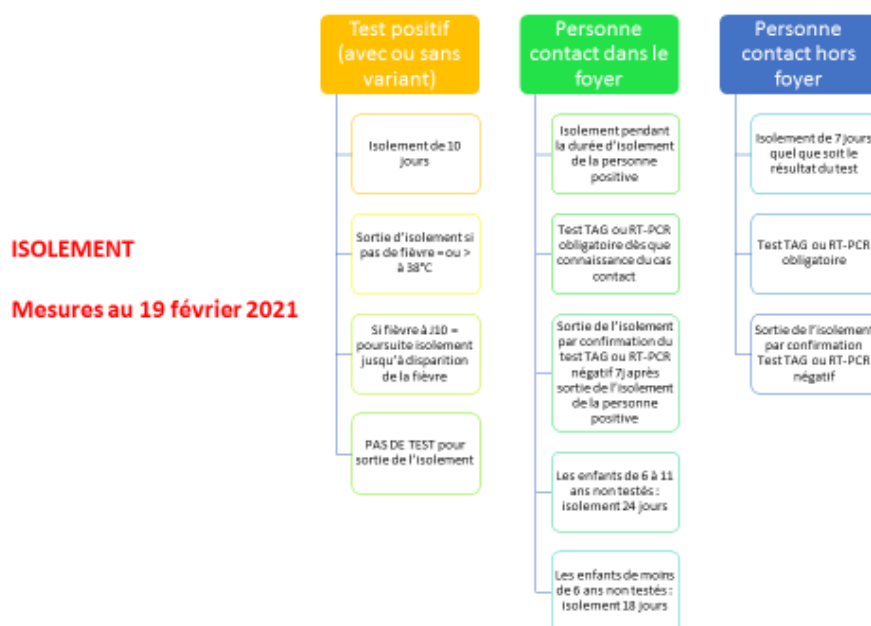 ISOLEMENT
Mesures au 19 février 2021
Test positif
(avec ou sans
variant)
Isolement de 10
jours
Sortie d'isolement si
pas de fièvre = ou >
à 38°C
Si fièvre à J10 =
poursuite isolement
jusqu'à disparition
de la fièvre
PAS DE TEST pour
sortie de l'isolement
Personne
contact dans le
foyer
Isolement pendant
la durée d'isolement
de la personne
positive
Test TAG ou RT-PCR
obligatoire dès que
connaissance du cas
contact
Sortie de l'isolement
par confirmation du
test TAG ou RT-PCR
négatif 7j après
sortie de l'isolement
de la personne
positive
Les enfants de 6 à 11
ans non testés :
isolement 24 jours
Les enfants de moins
de 6 ans non testés :
isolement 18 jours
Personne
contact hors
foyer
Isolement de 7 jours
quel que soit le
résultat du test
Test TAG ou RT-PCR
obligatoire
Sortie de l'isolement
par confirmation
Test TAG ou RT-PCR
négatif